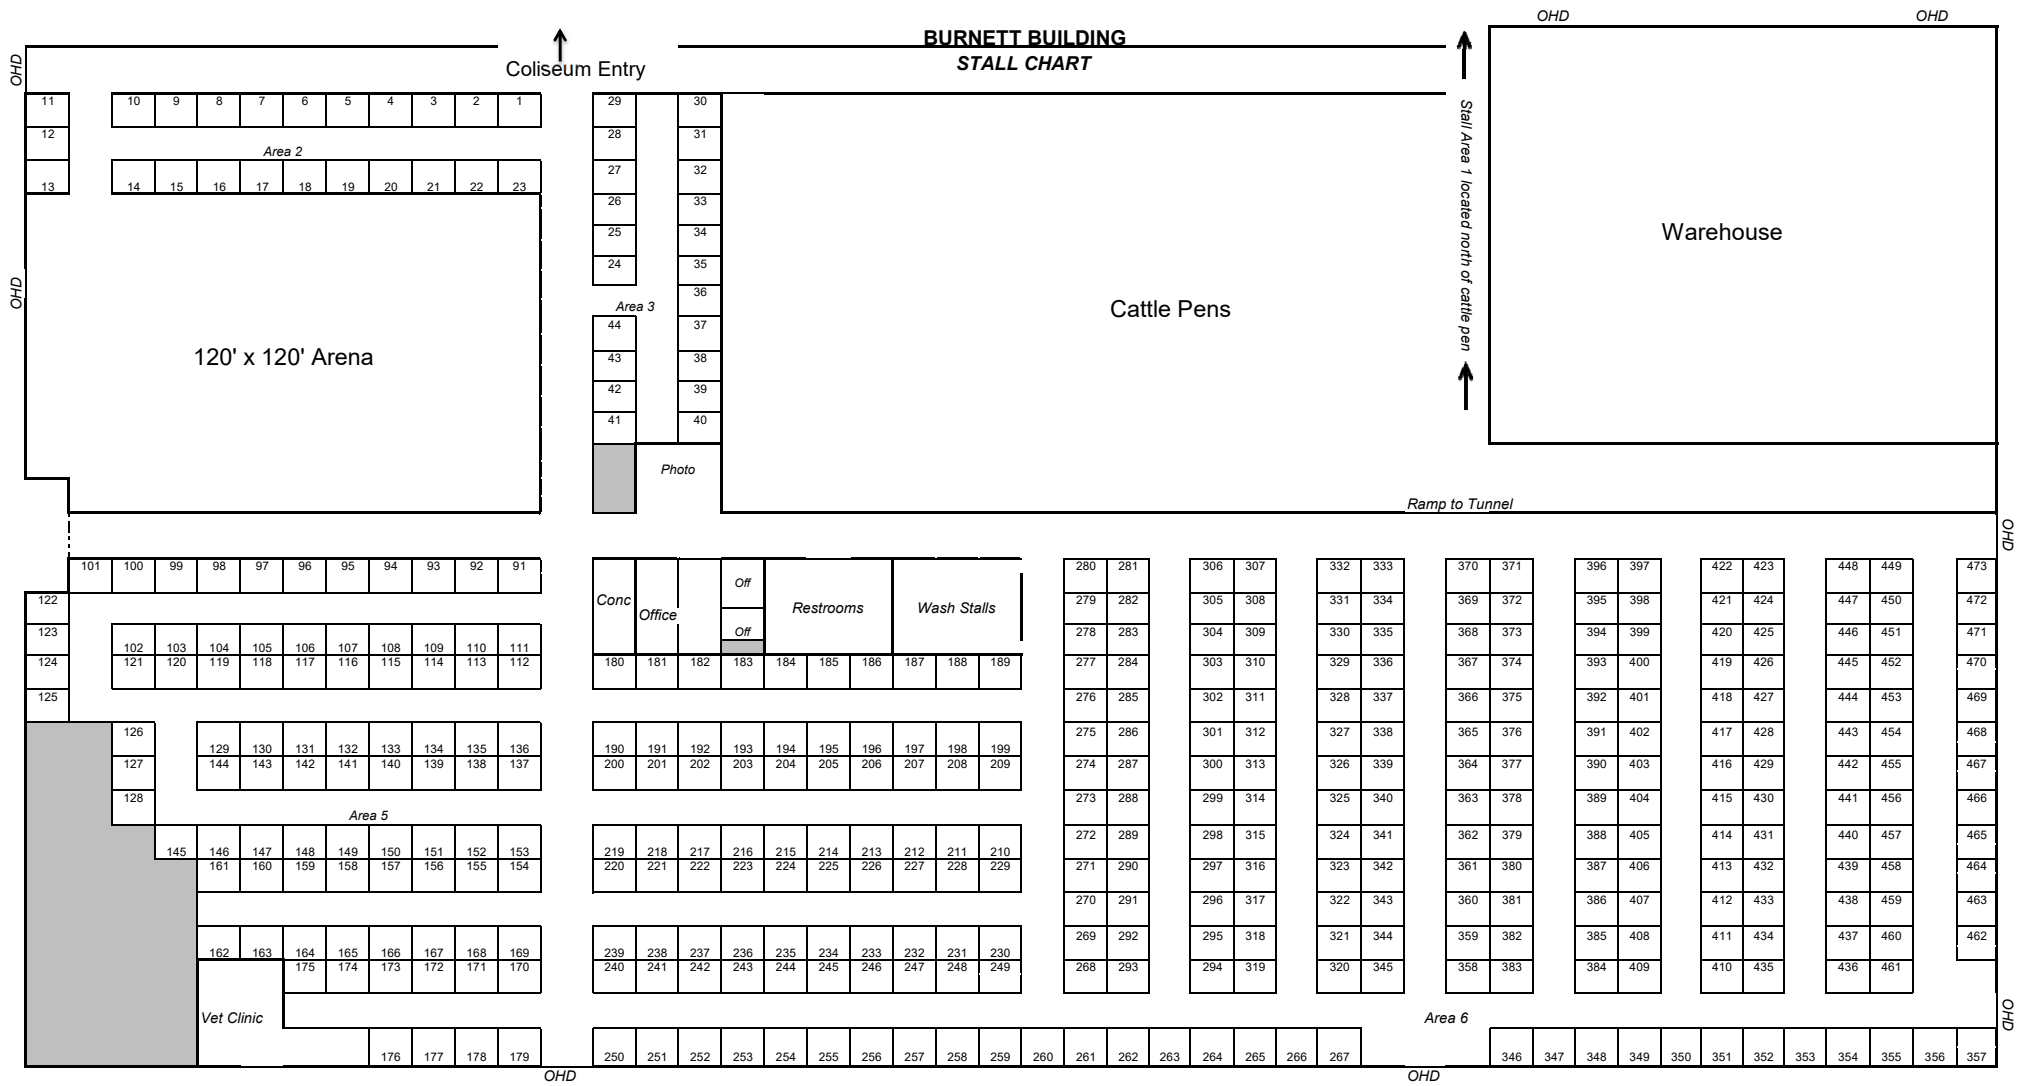 OHD OHD
BURNETT BUILDING
STALL CHART
Coliseum Entry
OHD
11 10 9 8 7 6 5 4 3 2 1 29 30
12 28 31
Area 2
13 14 15 16 17 18 19 20 21 22 23 27 32
26 33
25 34
24 35
36
OHD
Area 3
44 37
43 38
42 39
41 40
120' x 120' Arena
Cattle Pens
Stall Area 1 located north of cattle pen
Warehouse
Photo
Ramp to Tunnel
OHD
101 100 99 98 97 96 95 94 93 92 91 280 281 306 307 332 333 370 371 396 397 422 423 448 449 473
Conc Office Off Restrooms Wash Stalls
Off
122 279 282 305 308 331 334 369 372 395 398 421 424 447 450 472
123 278 283 304 309 330 335 368 373 394 399 420 425 446 451 471
102 103 104 105 106 107 108 109 110 111
124 121 120 119 118 117 116 115 114 113 112 180 181 182 183 184 185 186 187 188 189 277 284 303 310 329 336 367 374 393 400 419 426 445 452 470
125 276 285 302 311 328 337 366 375 392 401 418 427 444 453 469
126 275 286 301 312 327 338 365 376 391 402 417 428 443 454 468
129 130 131 132 133 134 135 136 190 191 192 193 194 195 196 197 198 199
127 144 143 142 141 140 139 138 137 200 201 202 203 204 205 206 207 208 209 274 287 300 313 326 339 364 377 390 403 416 429 442 455 467
128 273 288 299 314 325 340 363 378 389 404 415 430 441 456 466
Area 5
272 289 298 315 324 341 362 379 388 405 414 431 440 457 465
145 146 147 148 149 150 151 152 153 219 218 217 216 215 214 213 212 211 210
161 160 159 158 157 156 155 154 220 221 222 223 224 225 226 227 228 229 271 290 297 316 323 342 361 380 387 406 413 432 439 458 464
270 291 296 317 322 343 360 381 386 407 412 433 438 459 463
269 292 295 318 321 344 359 382 385 408 411 434 437 460 462
162 163 164 165 166 167 168 169 239 238 237 236 235 234 233 232 231 230
175 174 173 172 171 170 240 241 242 243 244 245 246 247 248 249 268 293 294 319 320 345 358 383 384 409 410 435 436 461
Vet Clinic
Area 6
OHD
176 177 178 179 250 251 252 253 254 255 256 257 258 259 260 261 262 263 264 265 266 267 346 347 348 349 350 351 352 353 354 355 356 357
OHD OHD